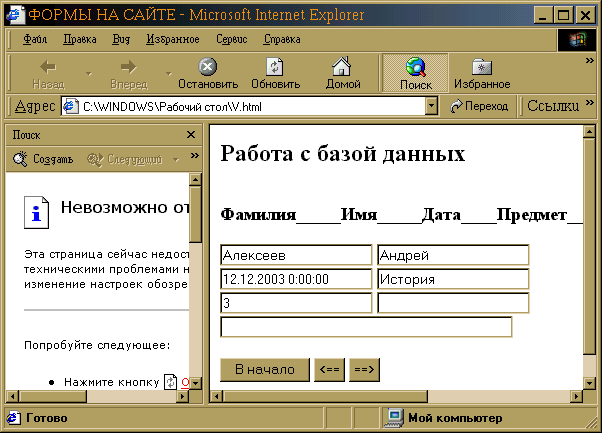 ФОРМЫ НА САЙТЕ - Microsoft Internet Explorer
Файл Правка Вид Избранное Сервис Справка »
Назад Вперед Остановить Обновить Домой Поиск Избранное »
Адрес C:\WINDOWS\Рабочий стол\V.html Переход Ссылки »
Поиск
Создать Следующий »
Невозможно от
Эта страница сейчас недост
техническими проблемами н
изменение настроек обозре
Попробуйте следующее:
• Нажмите кнопку О
Работа с базой данных
Фамилия_____Имя_____Дата____Предмет__
Алексеев Андрей
12.12.2003 0:00:00 История
3
В начало <== ==>
Готово Мой компьютер